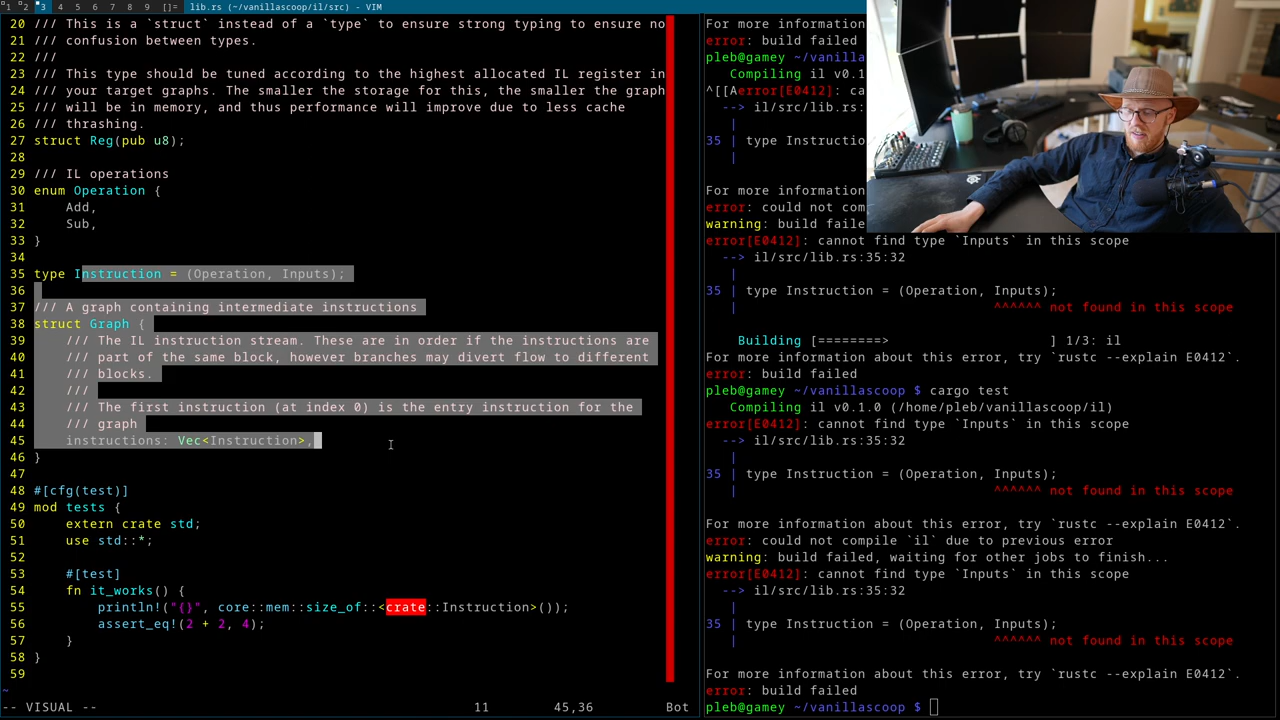 1 2 3 4 5 6 7 8 9 []= lib.rs (~/vanillascoop/il/src) - VIM
20 /// This is a `struct` instead of a `type` to ensure strong typing to ensure no
21 /// confusion between types.
22 ///
23 /// This type should be tuned according to the highest allocated IL register in
24 /// your target graphs. The smaller the storage for this, the smaller the graph
25 /// will be in memory, and thus performance will improve due to less cache
26 /// thrashing.
27 struct Reg(pub u8);
28
29 /// IL operations
30 enum Operation {
31     Add,
32     Sub,
33 }
34
35 type Instruction = (Operation, Inputs);
36
37 /// A graph containing intermediate instructions
38 struct Graph {
39     /// The IL instruction stream. These are in order if the instructions are
40     /// part of the same block, however branches may divert flow to different
41     /// blocks.
42     ///
43     /// The first instruction (at index 0) is the entry instruction for the
44     /// graph
45     instructions: Vec<Instruction>,
46 }
47
48 #[cfg(test)]
49 mod tests {
50     extern crate std;
51     use std::*;
52
53     #[test]
54     fn it_works() {
55         println!("{}", core::mem::size_of::<crate::Instruction>());
56         assert_eq!(2 + 2, 4);
57     }
58 }
59
~
-- VISUAL -- 11 45,36 Bot
For more information
error: build failed
pleb@gamey ~/vanilla
   Compiling il v0.1
^[[Aerror[E0412]: ca
  --> il/src/lib.rs:
   |
35 | type Instructio
   |
For more information
error: could not com
warning: build faile
error[E0412]: cannot find type `Inputs` in this scope
  --> il/src/lib.rs:35:32
   |
35 | type Instruction = (Operation, Inputs);
   |                                ^^^^^^ not found in this scope
    Building [========>                    ] 1/3: il
For more information about this error, try `rustc --explain E0412`.
error: build failed
pleb@gamey ~/vanillascoop $ cargo test
   Compiling il v0.1.0 (/home/pleb/vanillascoop/il)
error[E0412]: cannot find type `Inputs` in this scope
  --> il/src/lib.rs:35:32
   |
35 | type Instruction = (Operation, Inputs);
   |                                ^^^^^^ not found in this scope
For more information about this error, try `rustc --explain E0412`.
error: could not compile `il` due to previous error
warning: build failed, waiting for other jobs to finish...
error[E0412]: cannot find type `Inputs` in this scope
  --> il/src/lib.rs:35:32
   |
35 | type Instruction = (Operation, Inputs);
   |                                ^^^^^^ not found in this scope
For more information about this error, try `rustc --explain E0412`.
error: build failed
pleb@gamey ~/vanillascoop $